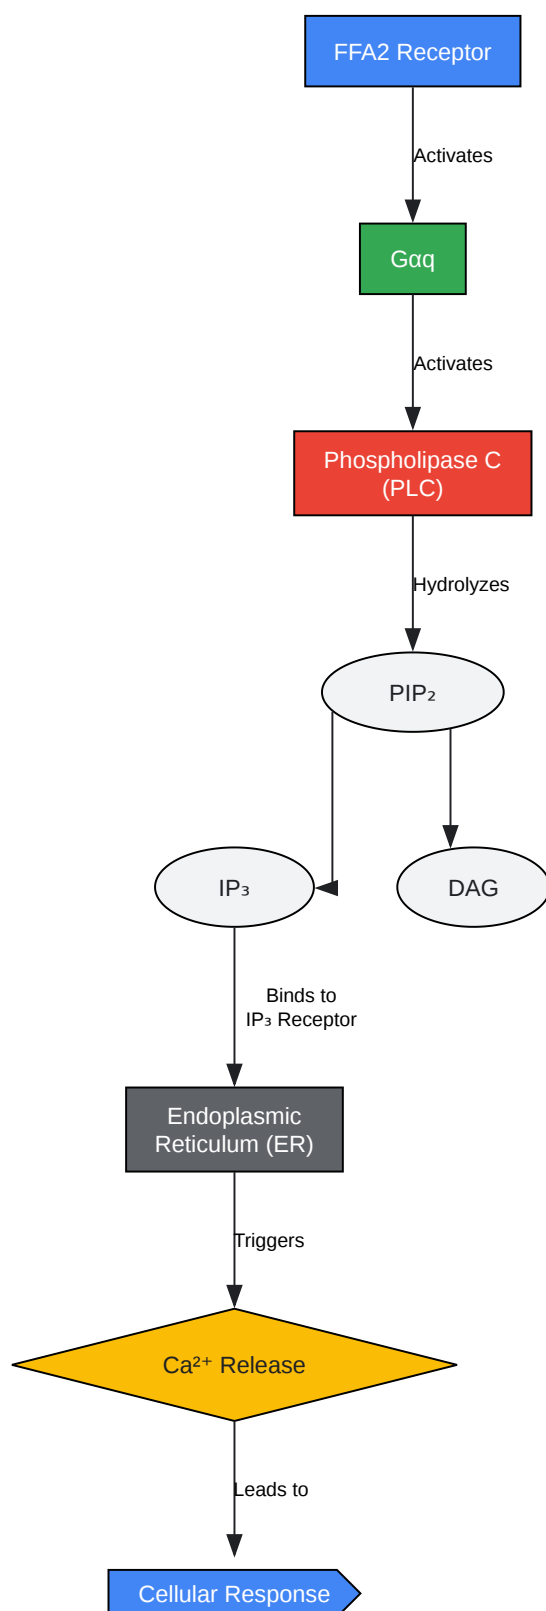 FFA2 Receptor
Activates
Gαq
Activates
Phospholipase C
(PLC)
Hydrolyzes
PIP₂
IP₃
DAG
Binds to
IP₃ Receptor
Endoplasmic
Reticulum (ER)
Triggers
Ca²⁺ Release
Leads to
Cellular Response